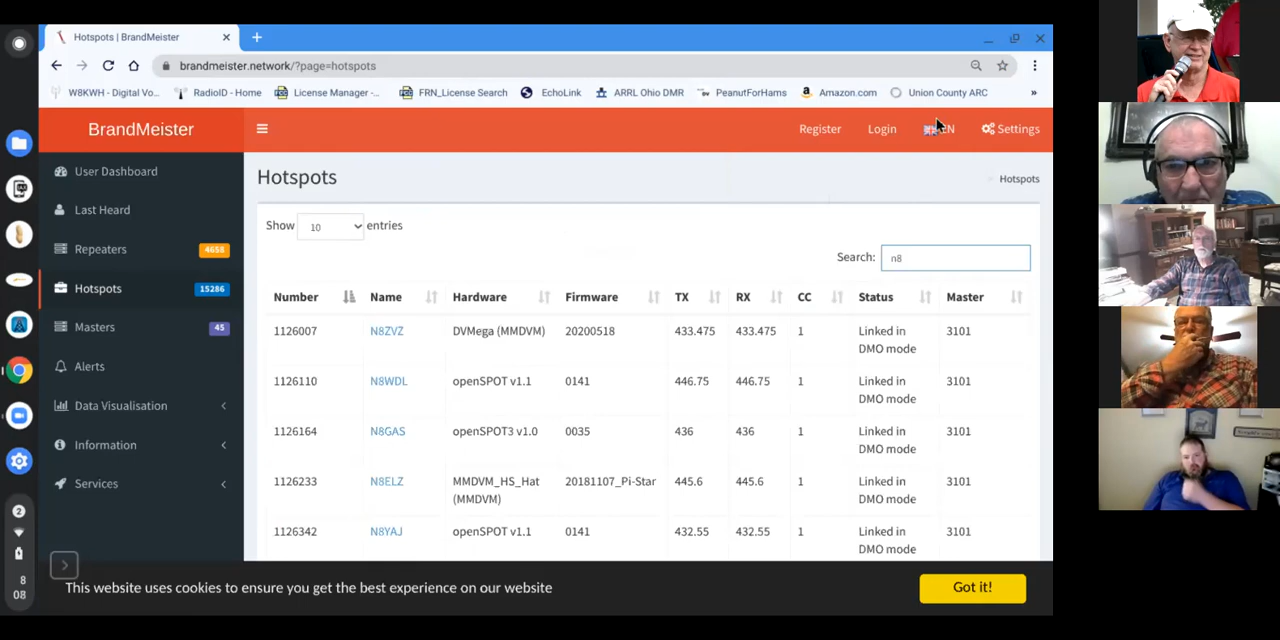 Hotspots | BrandMeister
brandmeister.network/?page=hotspots
W8KWH - Digital Vo...
RadioID - Home
License Manager -...
FRN_License Search
EchoLink
ARRL Ohio DMR
PeanutForHams
Amazon.com
Union County ARC
»
BrandMeister
Register
Login
EN
Settings
User Dashboard
Last Heard
Repeaters 4658
Hotspots 15286
Masters 45
Alerts
Data Visualisation
Information
Services
Hotspots
Hotspots
Show 10 entries
Search: n8
Number Name Hardware Firmware TX RX CC Status Master
1126007 N8ZVZ DVMega (MMDVM) 20200518 433.475 433.475 1 Linked in 3101
DMO mode
1126110 N8WDL openSPOT v1.1 0141 446.75 446.75 1 Linked in 3101
DMO mode
1126164 N8GAS openSPOT3 v1.0 0035 436 436 1 Linked in 3101
DMO mode
1126233 N8ELZ MMDVM_HS_Hat 20181107_Pi-Star 445.6 445.6 1 Linked in 3101
(MMDVM) DMO mode
1126342 N8YAJ openSPOT v1.1 0141 432.55 432.55 1 Linked in 3101
DMO mode
This website uses cookies to ensure you get the best experience on our website
Got it!
2
8
08